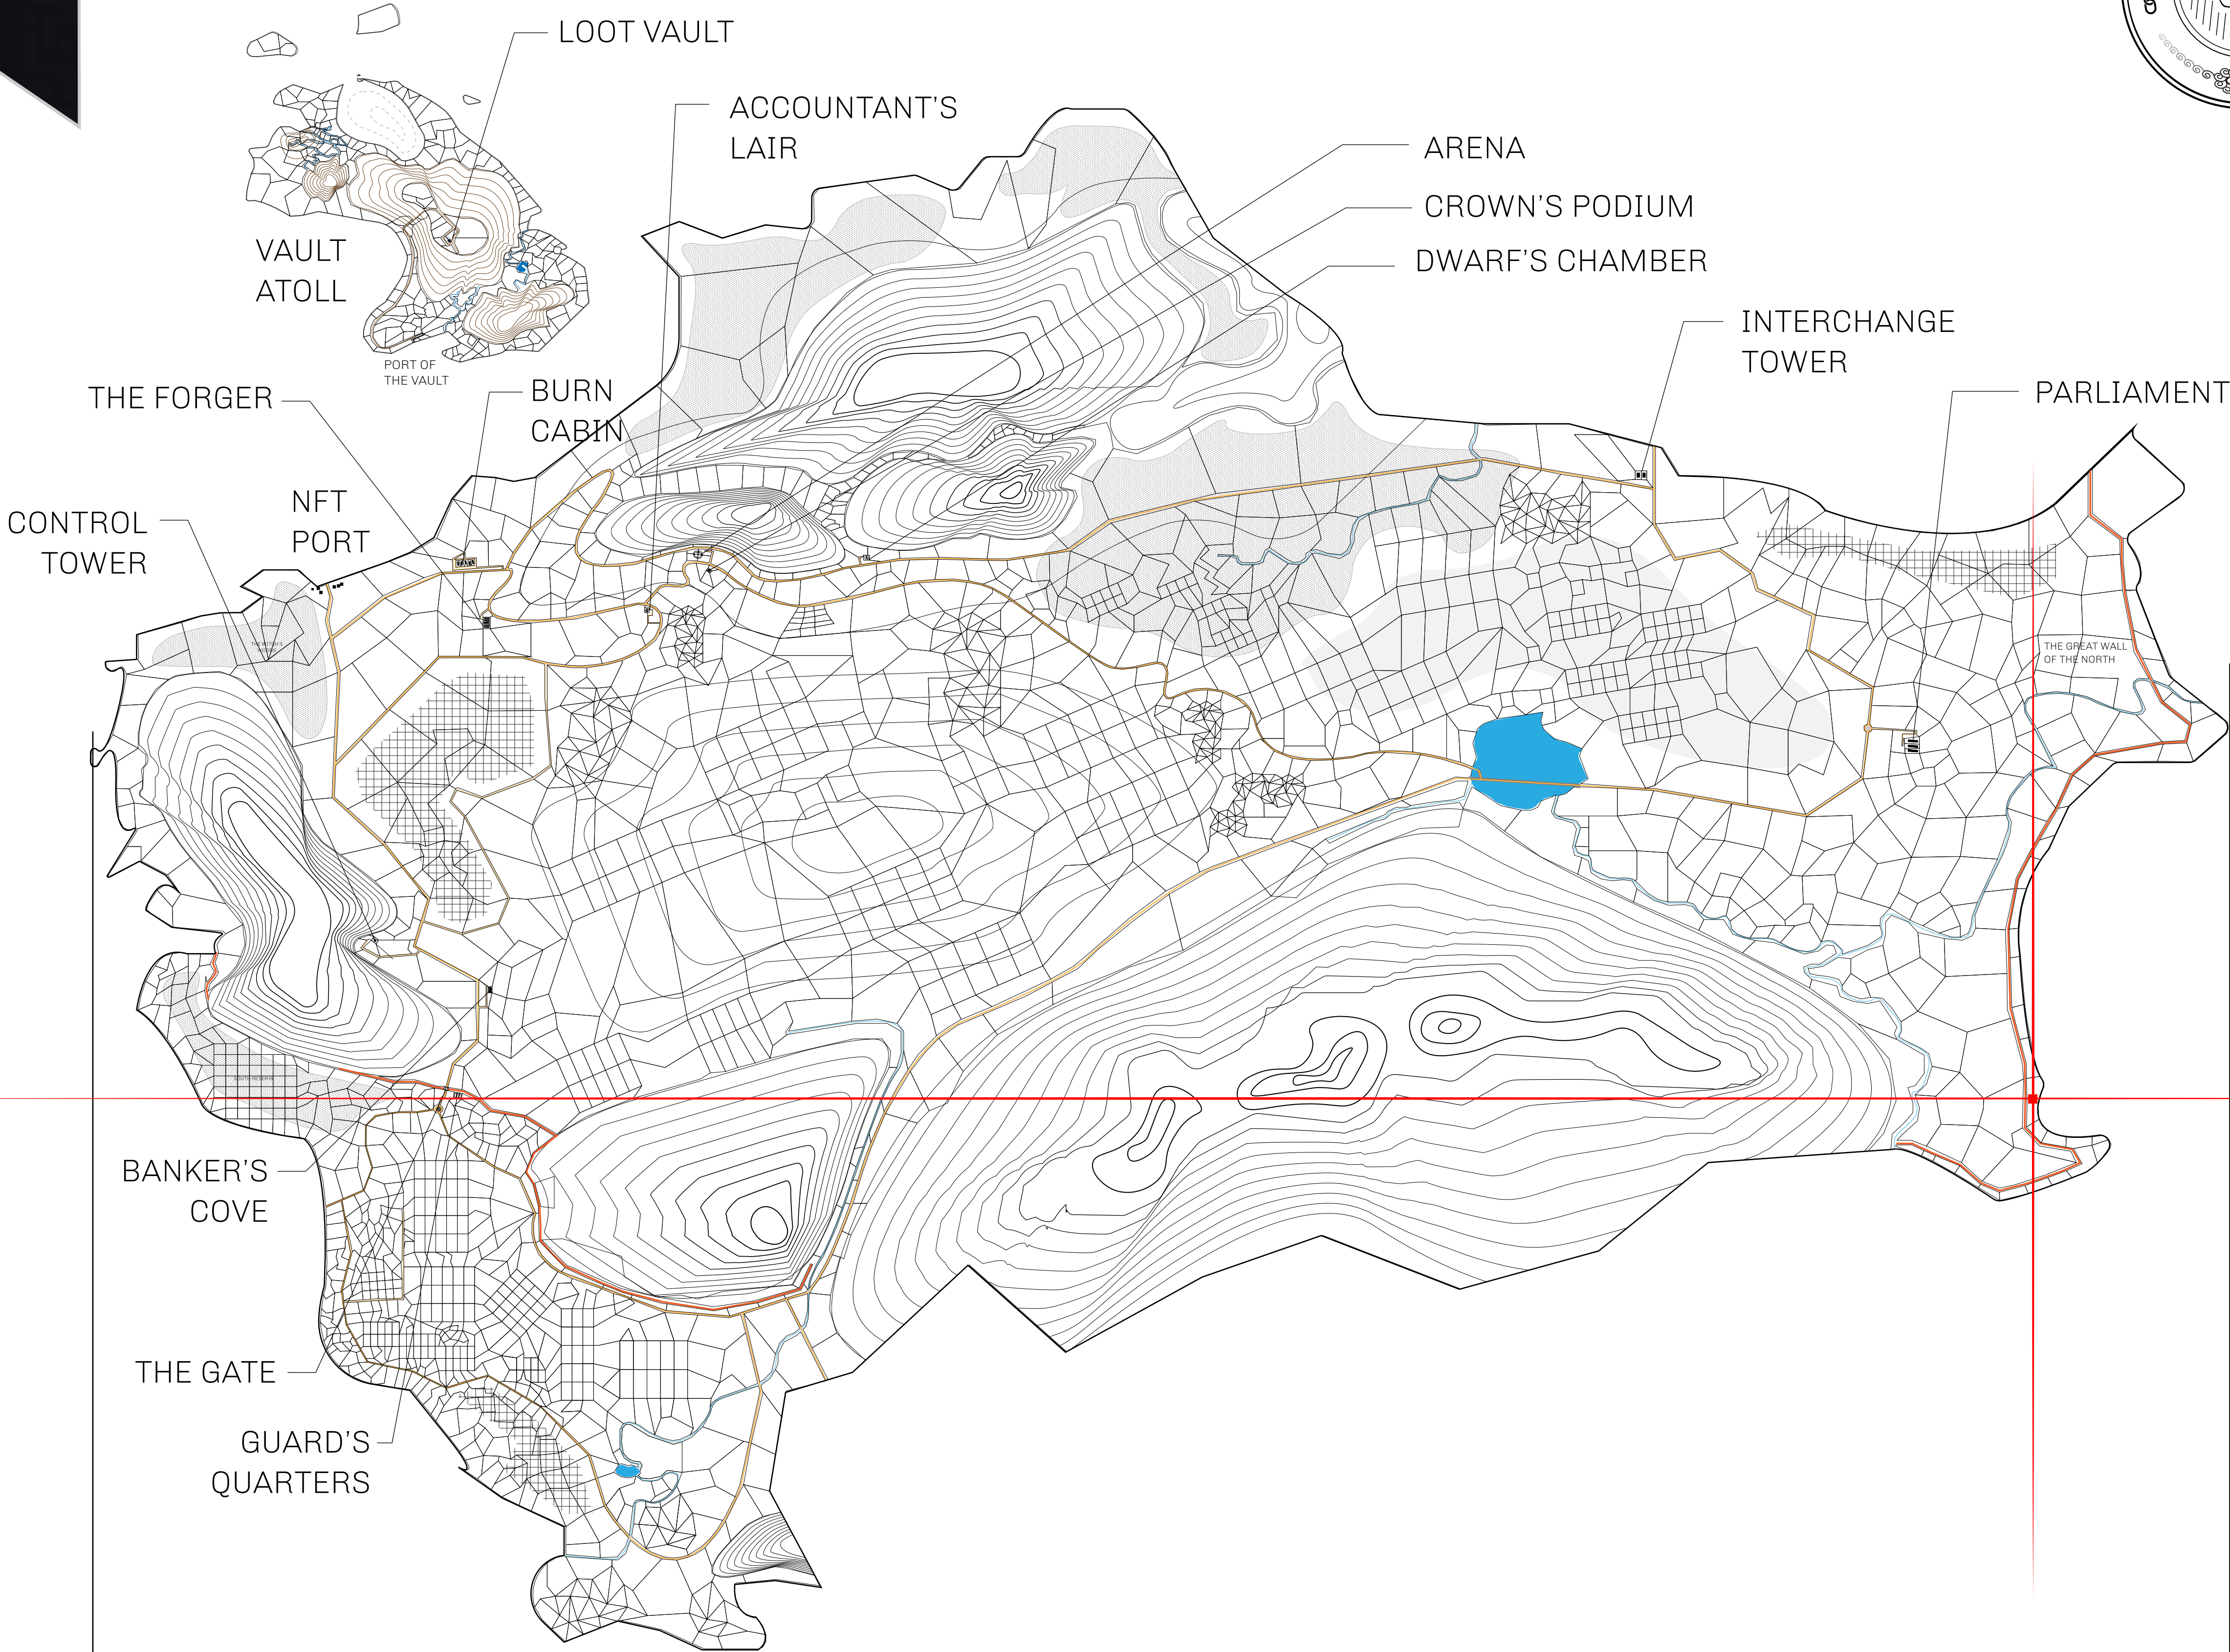 LOOT VAULT
ACCOUNTANT’S
LAIR
ARENA
CROWN’S PODIUM
DWARF’S CHAMBER
VAULT
ATOLL
INTERCHANGE
TOWER
PORT OF
THE VAULT
THE FORGER
BURN
CABIN
PARLIAMENT
NFT
PORT
CONTROL
TOWER
THE GREAT WALL
OF THE NORTH
SOUTH RESERVE
BANKER’S
COVE
THE GATE
GUARD’S
QUARTERS